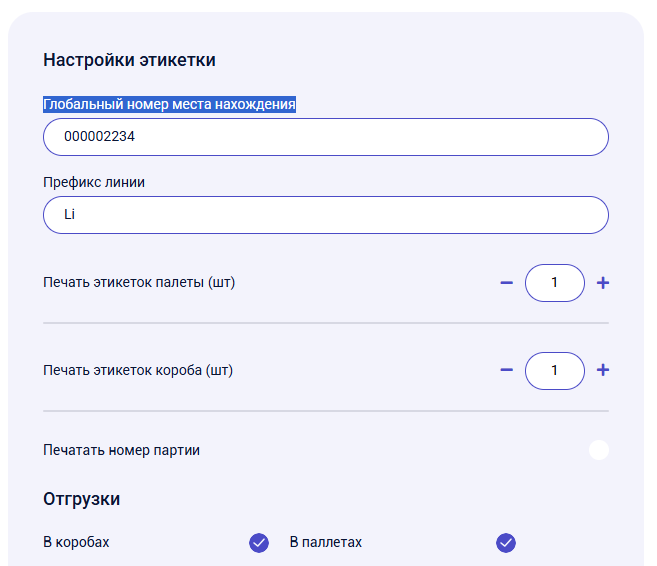 Настройки этикетки
Глобальный номер места нахождения
000002234
Префикс линии
Li
Печать этикеток палеты (шт)
− 1 +
Печать этикеток короба (шт)
− 1 +
Печатать номер партии
Отгрузки
В коробах В паллетах